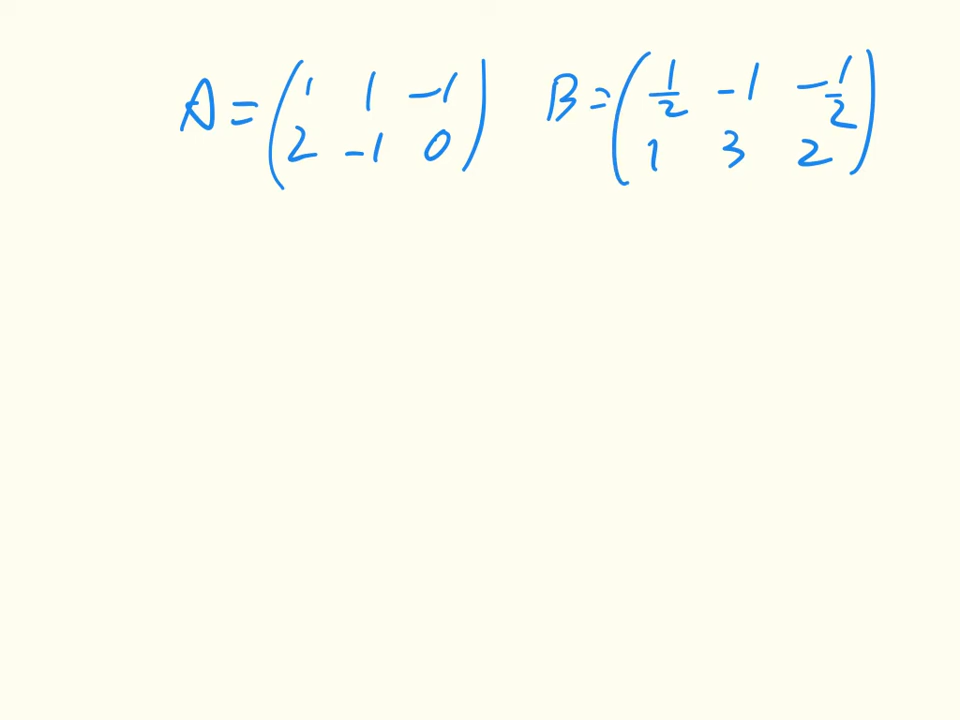 A = ( 1 1 -1 B = ( 1/2 -1 -1/2
2 -1 0 ) 1 3 2 )